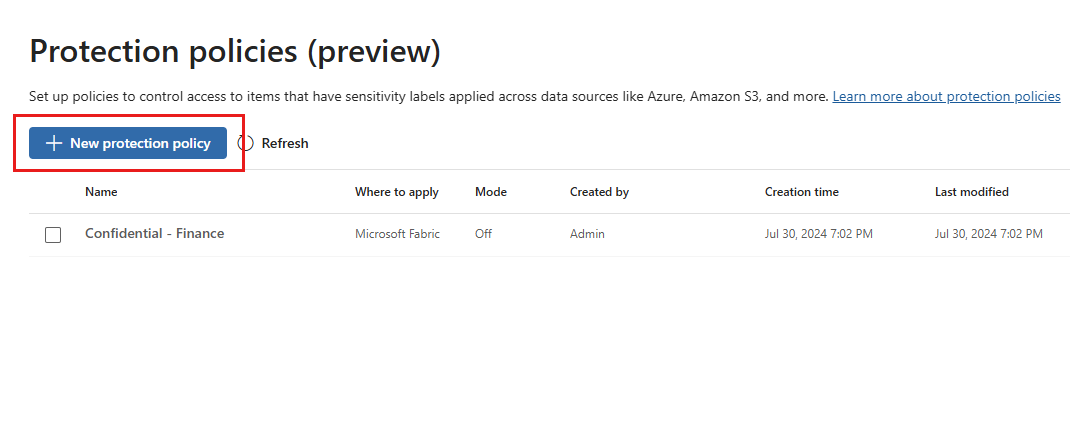 Protection policies (preview)
Set up policies to control access to items that have sensitivity labels applied across data sources like Azure, Amazon S3, and more. Learn more about protection policies
New protection policy Refresh
Name Where to apply Mode Created by Creation time Last modified
Confidential - Finance Microsoft Fabric Off Admin Jul 30, 2024 7:02 PM Jul 30, 2024 7:02 PM